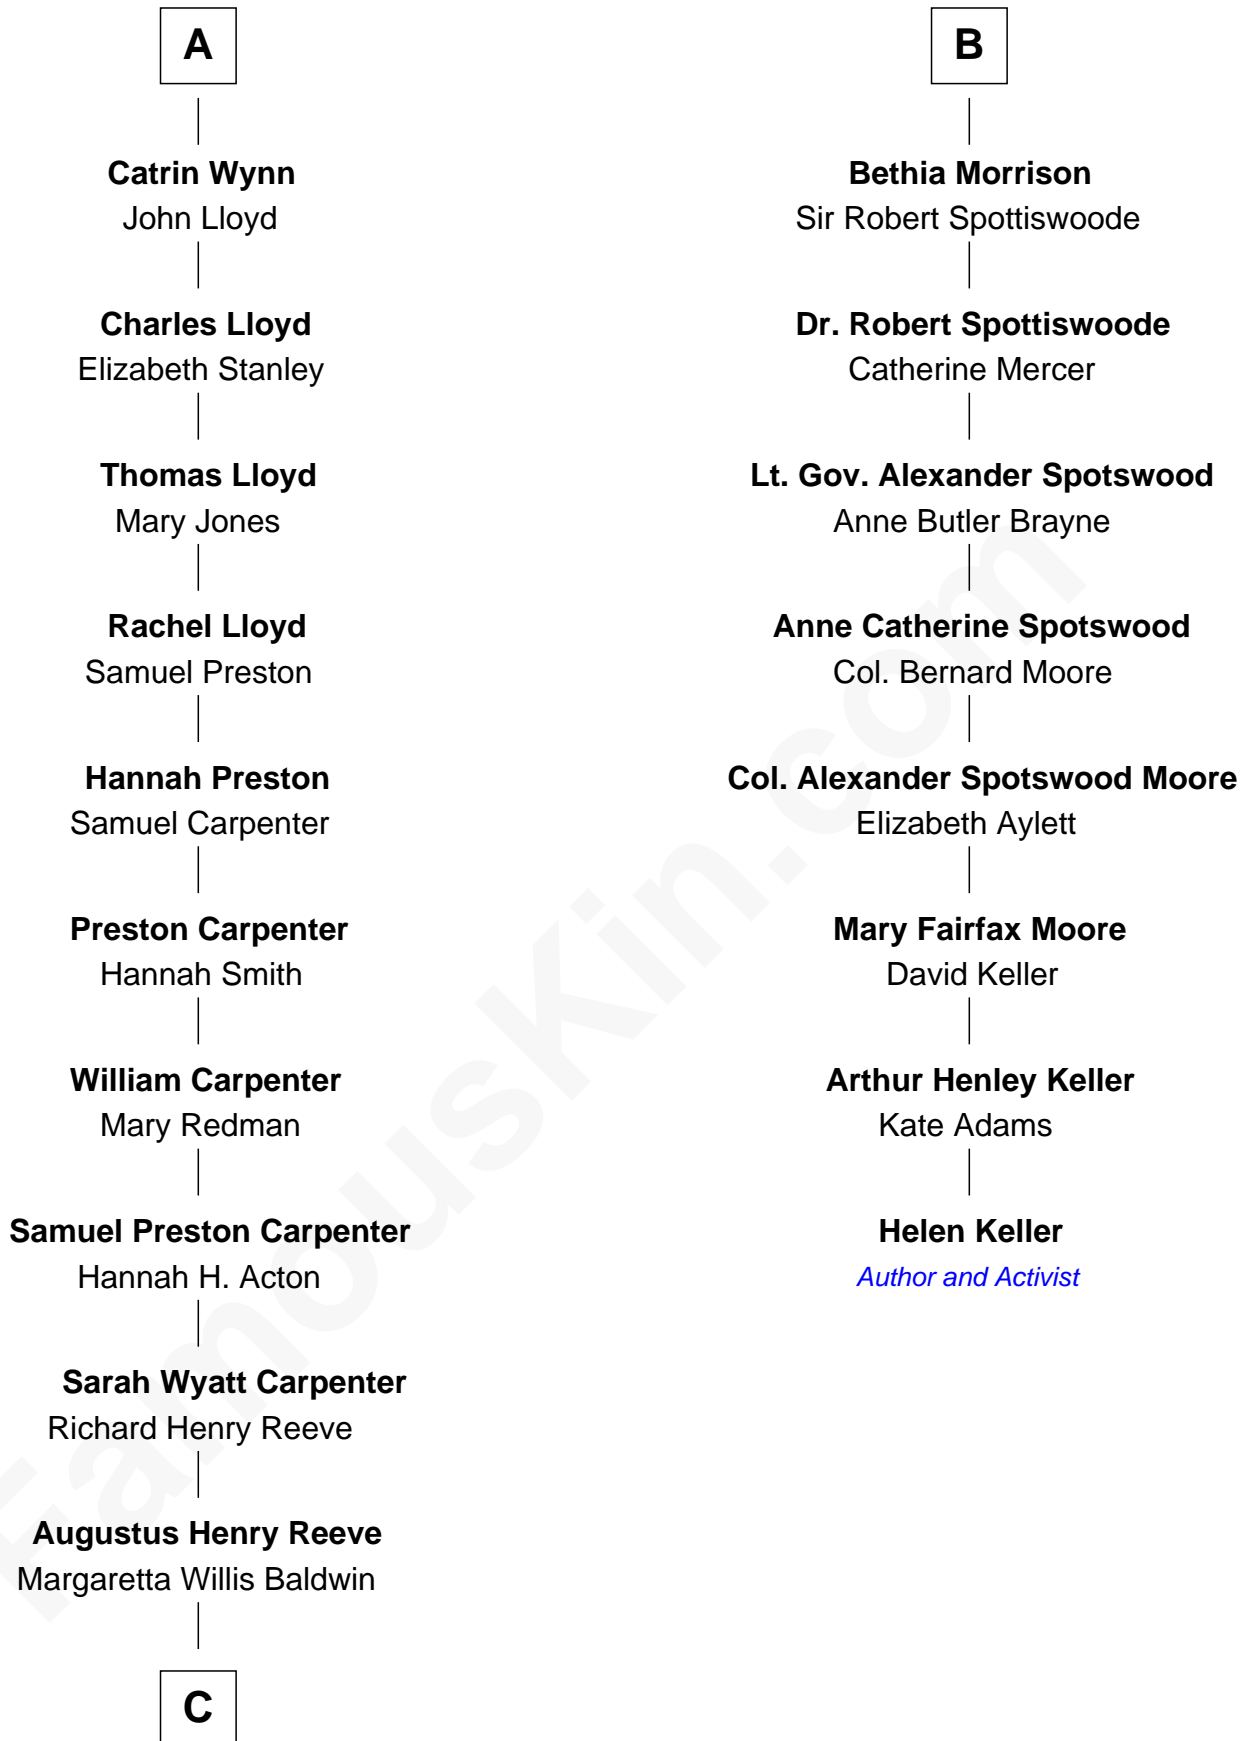 A
Catrin Wynn
John Lloyd
Charles Lloyd
Elizabeth Stanley
Thomas Lloyd
Mary Jones
Rachel Lloyd
Samuel Preston
Hannah Preston
Samuel Carpenter
Preston Carpenter
Hannah Smith
William Carpenter
Mary Redman
Samuel Preston Carpenter
Hannah H. Acton
Sarah Wyatt Carpenter
Richard Henry Reeve
Augustus Henry Reeve
Margaretta Willis Baldwin
C
B
Bethia Morrison
Sir Robert Spottiswoode
Dr. Robert Spottiswoode
Catherine Mercer
Lt. Gov. Alexander Spotswood
Anne Butler Brayne
Anne Catherine Spotswood
Col. Bernard Moore
Col. Alexander Spotswood Moore
Elizabeth Aylett
Mary Fairfax Moore
David Keller
Arthur Henley Keller
Kate Adams
Helen Keller
Author and Activist
FamousKin.com